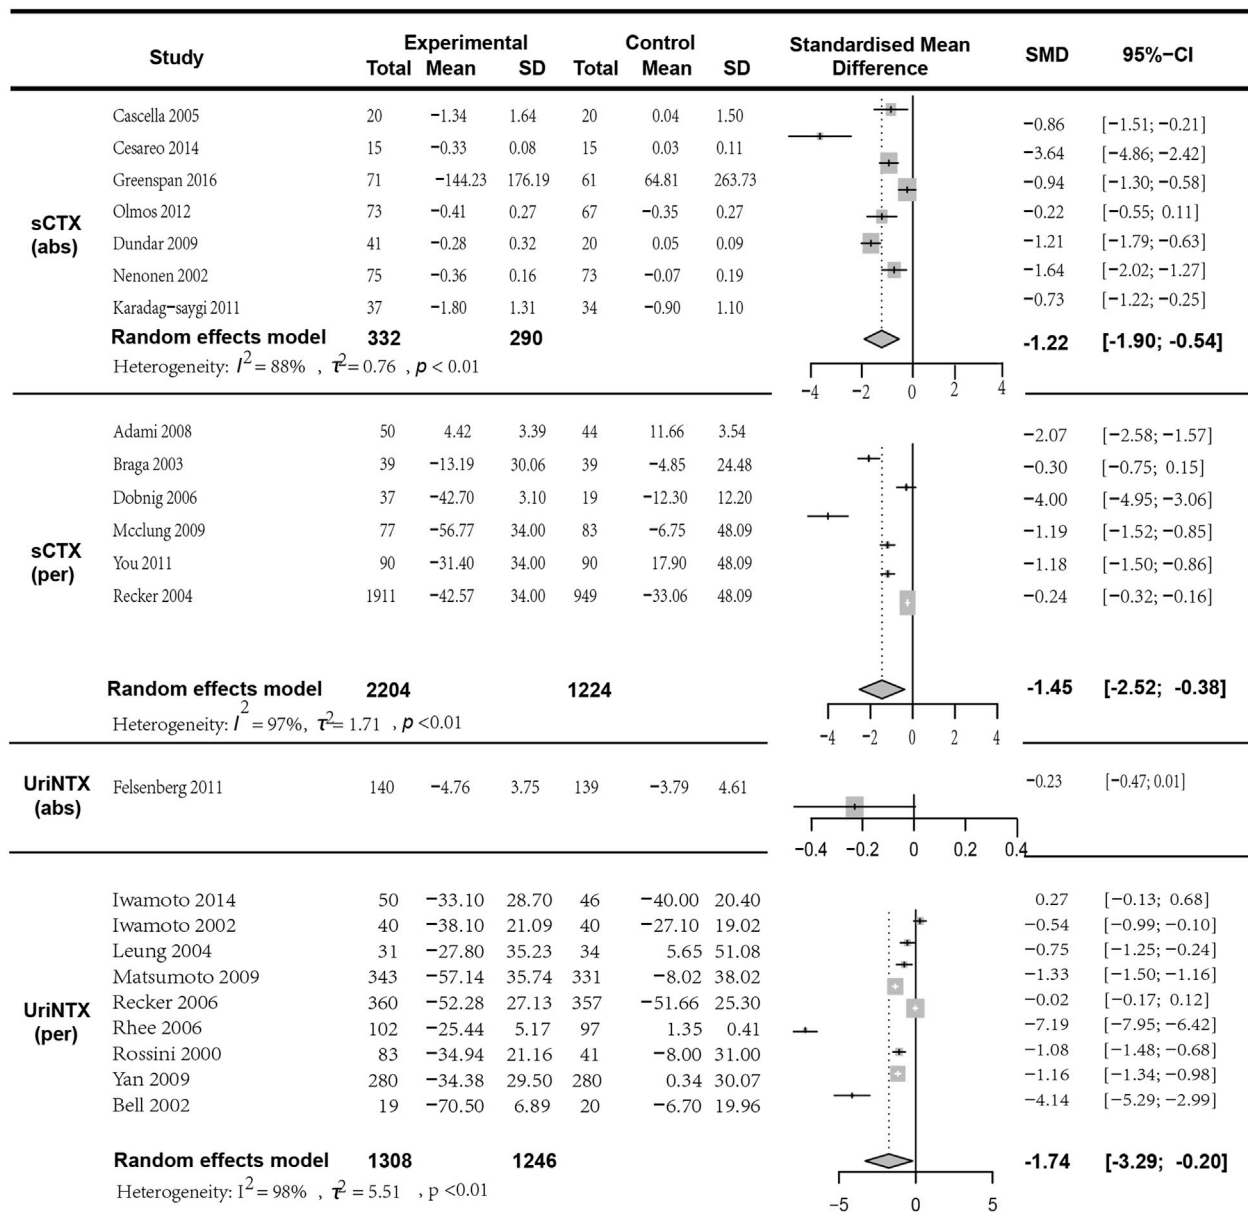 Study Experimental Control Standardised Mean Difference SMD 95%−CI
Total Mean SD Total Mean SD
sCTX (abs)
Cascella 2005 20 −1.34 1.64 20 0.04 1.50 −0.86 [−1.51; −0.21]
Cesareo 2014 15 −0.33 0.08 15 0.03 0.11 −3.64 [−4.86; −2.42]
Greenspan 2016 71 −144.23 176.19 61 64.81 263.73 −0.94 [−1.30; −0.58]
Olmos 2012 73 −0.41 0.27 67 −0.35 0.27 −0.22 [−0.55; 0.11]
Dundar 2009 41 −0.28 0.32 20 0.05 0.09 −1.21 [−1.79; −0.63]
Nenonen 2002 75 −0.36 0.16 73 −0.07 0.19 −1.64 [−2.02; −1.27]
Karadag−saygi 2011 37 −1.80 1.31 34 −0.90 1.10 −0.73 [−1.22; −0.25]
Random effects model 332 290 -1.22 [-1.90; -0.54]
Heterogeneity: I² = 88% , τ² = 0.76 , p < 0.01
−4 −2 0 2 4
sCTX (per)
Adami 2008 50 4.42 3.39 44 11.66 3.54 −2.07 [−2.58; −1.57]
Braga 2003 39 −13.19 30.06 39 −4.85 24.48 −0.30 [−0.75; 0.15]
Dobnig 2006 37 −42.70 3.10 19 −12.30 12.20 −4.00 [−4.95; −3.06]
Mcclung 2009 77 −56.77 34.00 83 −6.75 48.09 −1.19 [−1.52; −0.85]
You 2011 90 −31.40 34.00 90 17.90 48.09 −1.18 [−1.50; −0.86]
Recker 2004 1911 −42.57 34.00 949 −33.06 48.09 −0.24 [−0.32; −0.16]
Random effects model 2204 1224 -1.45 [-2.52; -0.38]
Heterogeneity: I² = 97%, τ² = 1.71 , p <0.01
−4 −2 0 2 4
UriNTX (abs)
Felsenberg 2011 140 −4.76 3.75 139 −3.79 4.61 −0.23 [−0.47; 0.01]
−0.4 −0.2 0 0.2 0.4
UriNTX (per)
Iwamoto 2014 50 −33.10 28.70 46 −40.00 20.40 0.27 [−0.13; 0.68]
Iwamoto 2002 40 −38.10 21.09 40 −27.10 19.02 −0.54 [−0.99; −0.10]
Leung 2004 31 −27.80 35.23 34 5.65 51.08 −0.75 [−1.25; −0.24]
Matsumoto 2009 343 −57.14 35.74 331 −8.02 38.02 −1.33 [−1.50; −1.16]
Recker 2006 360 −52.28 27.13 357 −51.66 25.30 −0.02 [−0.17; 0.12]
Rhee 2006 102 −25.44 5.17 97 1.35 0.41 −7.19 [−7.95; −6.42]
Rossini 2000 83 −34.94 21.16 41 −8.00 31.00 −1.08 [−1.48; −0.68]
Yan 2009 280 −34.38 29.50 280 0.34 30.07 −1.16 [−1.34; −0.98]
Bell 2002 19 −70.50 6.89 20 −6.70 19.96 −4.14 [−5.29; −2.99]
Random effects model 1308 1246 -1.74 [-3.29; -0.20]
Heterogeneity: I² = 98% , τ² = 5.51 , p <0.01
−5 0 5